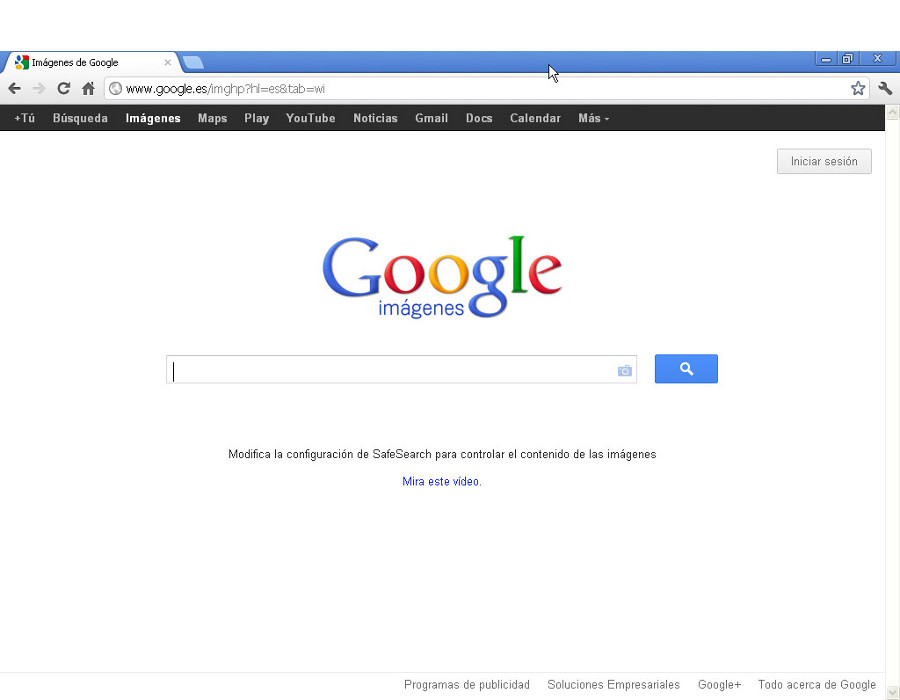 Imágenes de Google
www.google.es/imghp?hl=es&tab=wi
+Tú Búsqueda Imágenes Maps Play YouTube Noticias Gmail Docs Calendar Más
Iniciar sesión
Google
imágenes
Modifica la configuración de SafeSearch para controlar el contenido de las imágenes
Mira este vídeo.
Programas de publicidad Soluciones Empresariales Google+ Todo acerca de Google